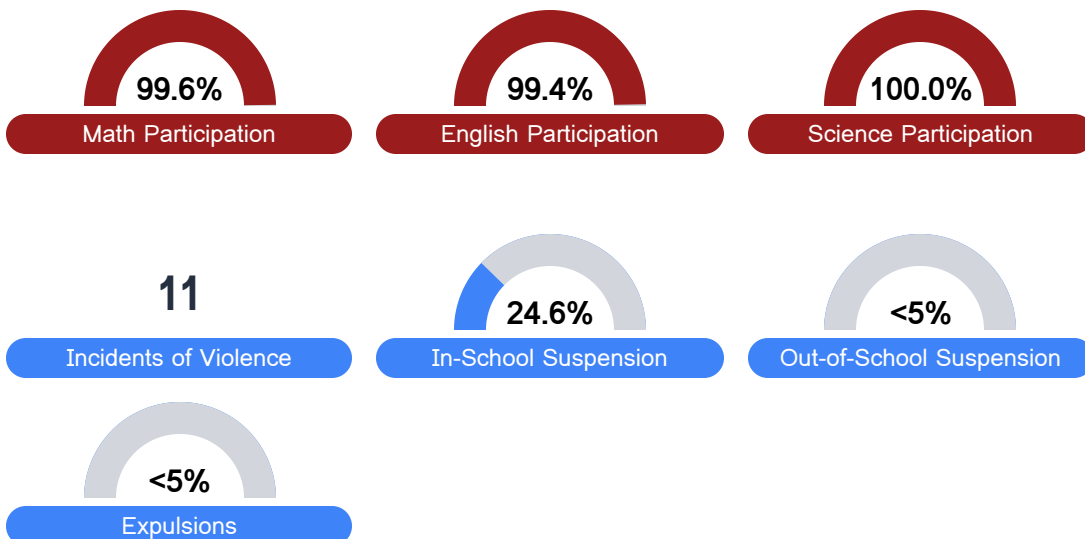 99.6%
Math Participation
99.4%
English Participation
100.0%
Science Participation
11
Incidents of Violence
24.6%
In-School Suspension
<5%
Out-of-School Suspension
<5%
Expulsions